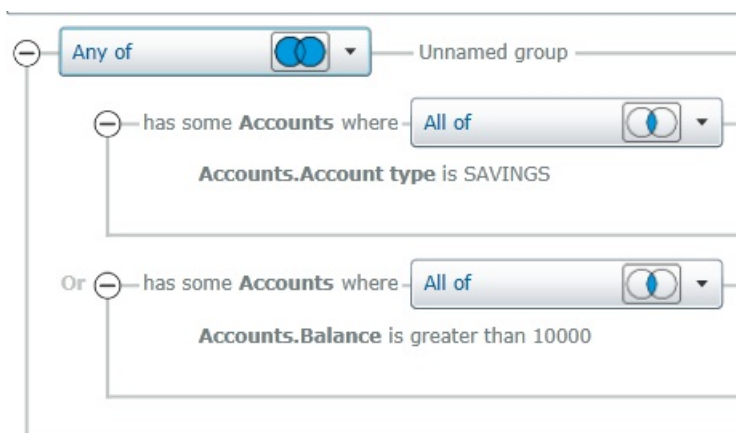 Any of Unnamed group
has some Accounts where All of
Accounts.Account type is SAVINGS
Or has some Accounts where All of
Accounts.Balance is greater than 10000